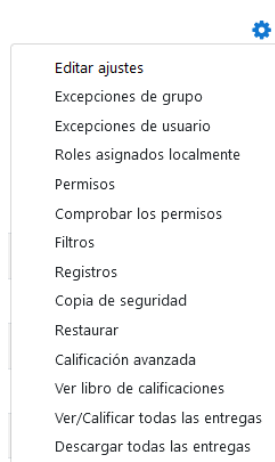 Editar ajustes
Excepciones de grupo
Excepciones de usuario
Roles asignados localmente
Permisos
Comprobar los permisos
Filtros
Registros
Copia de seguridad
Restaurar
Calificación avanzada
Ver libro de calificaciones
Ver/Calificar todas las entregas
Descargar todas las entregas